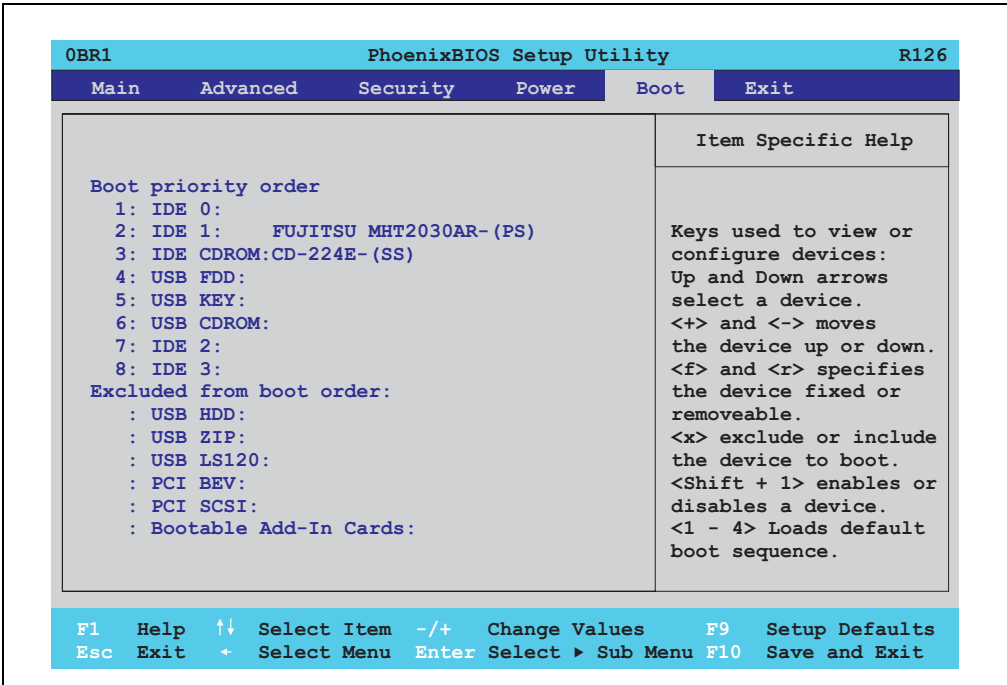 0BR1 PhoenixBIOS Setup Utility R126
Main Advanced Security Power Boot Exit
Item Specific Help
Boot priority order
1: IDE 0:
2: IDE 1: FUJITSU MHT2030AR-(PS)
3: IDE CDROM:CD-224E-(SS)
4: USB FDD:
5: USB KEY:
6: USB CDROM:
7: IDE 2:
8: IDE 3:
Excluded from boot order:
: USB HDD:
: USB ZIP:
: USB LS120:
: PCI BEV:
: PCI SCSI:
: Bootable Add-In Cards:
Keys used to view or
configure devices:
Up and Down arrows
select a device.
<+> and <-> moves
the device up or down.
<f> and <r> specifies
the device fixed or
removeable.
<x> exclude or include
the device to boot.
<Shift + 1> enables or
disables a device.
<1 - 4> Loads default
boot sequence.
F1 Help ↑↓ Select Item -/+ Change Values F9 Setup Defaults
Esc Exit ← Select Menu Enter Select ▶ Sub Menu F10 Save and Exit